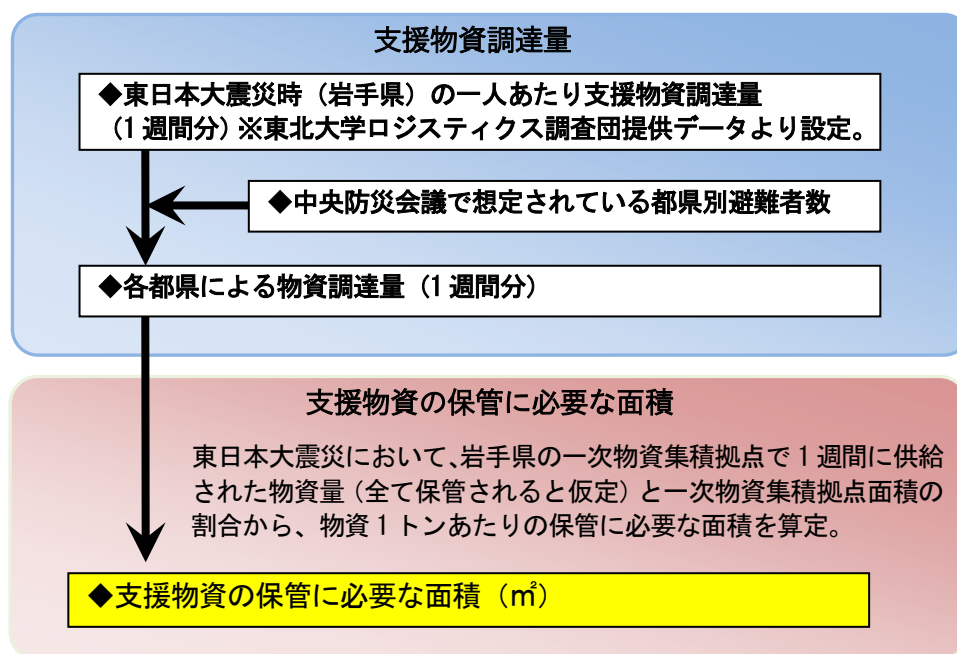 支援物資調達量
◆東日本大震災時（岩手県）の一人あたり支援物資調達量
（1週間分）※東北大学ロジスティクス調査団提供データより設定。
◆中央防災会議で想定されている都県別避難者数
◆各都県による物資調達量（1週間分）
支援物資の保管に必要な面積
東日本大震災において、岩手県の一次物資集積拠点で1週間に供給
された物資量（全て保管されると仮定）と一次物資集積拠点面積の
割合から、物資1トンあたりの保管に必要な面積を算定。
◆支援物資の保管に必要な面積（㎡）